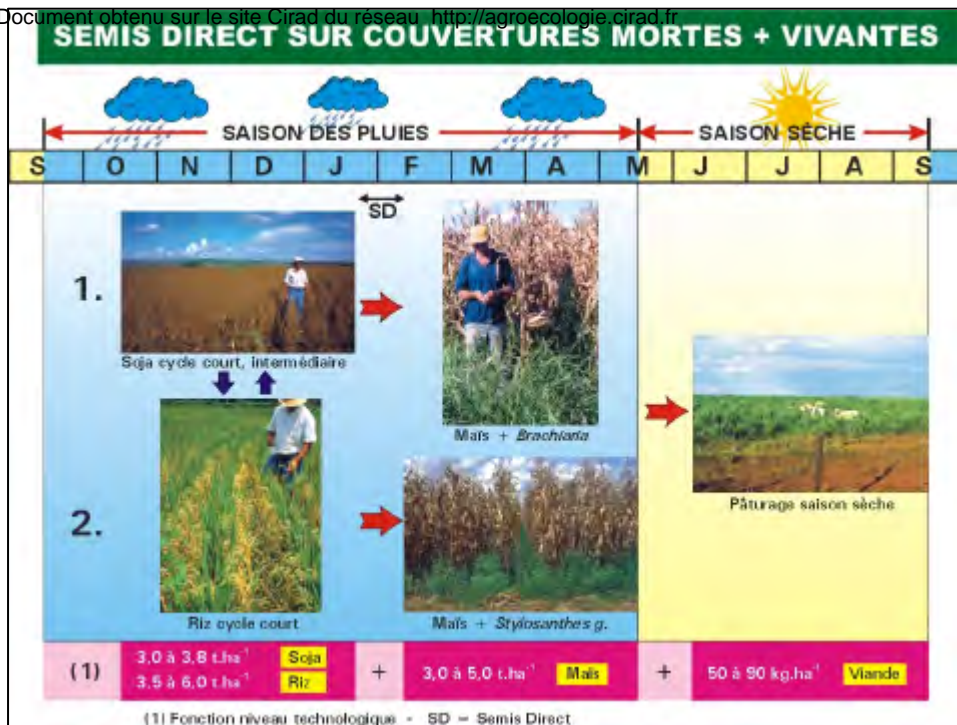 Document obtenu sur le site Cirad du réseau http://agroecologie.cirad.fr
SEMIS DIRECT SUR COUVERTURES MORTES + VIVANTES
SAISON DES PLUIES
SAISON SÈCHE
S O N D J F M A M J J A S
SD
1.
Soja cycle court, intermédiaire
Maïs + Brachiaria
Pâturage saison sèche
2.
Riz cycle court
Maïs + Stylosanthes g.
(1) 3,0 à 3,8 t.ha⁻¹ Soja + 3,0 à 5,0 t.ha⁻¹ Maïs + 50 à 90 kg.ha⁻¹ Viande
3,5 à 6,0 t.ha⁻¹ Riz
(1) Fonction niveau technologique - SD = Semis Direct